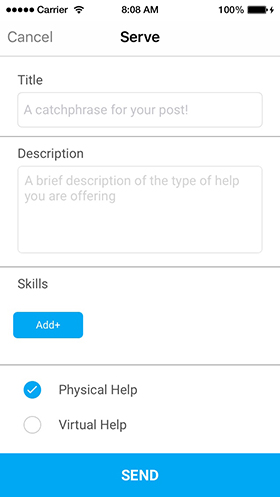 Carrier 8:08 AM 100%
Cancel Serve
Title
A catchphrase for your post!
Description
A brief description of the type of help
you are offering
Skills
Add+
Physical Help
Virtual Help
SEND